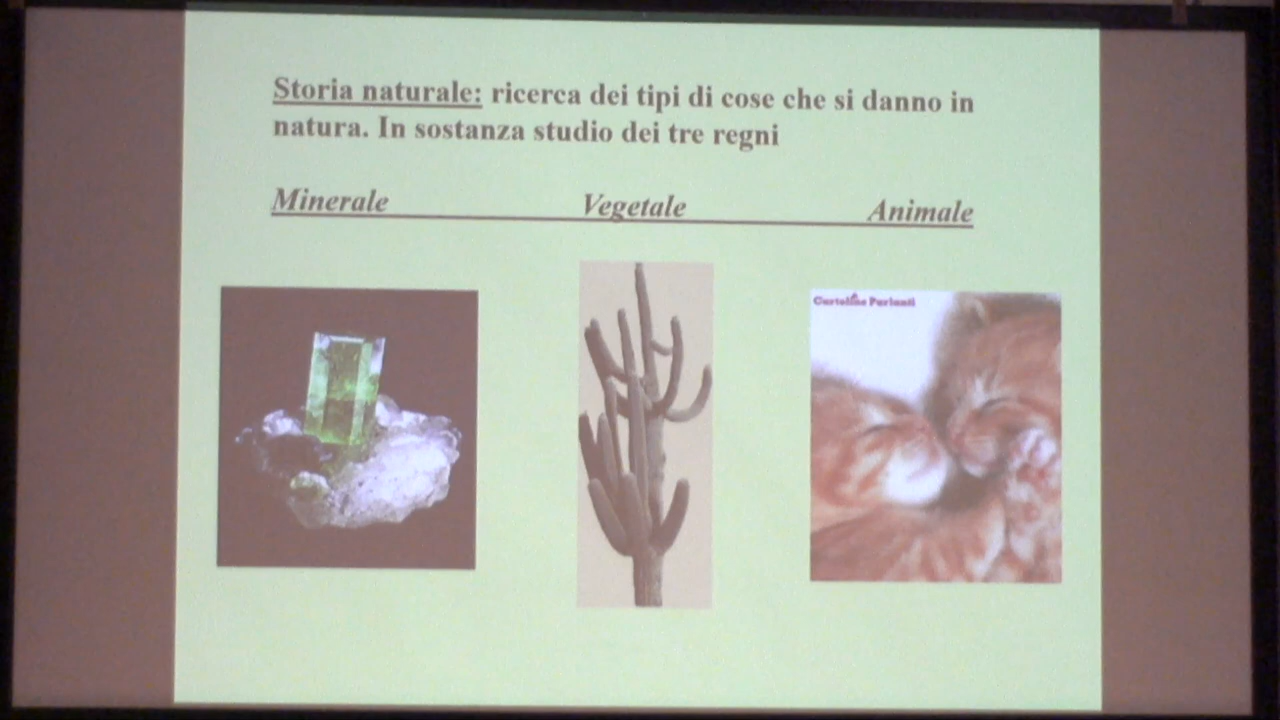 Storia naturale: ricerca dei tipi di cose che si danno in
natura. In sostanza studio dei tre regni
Minerale Vegetale Animale
Cartoline Parlanti